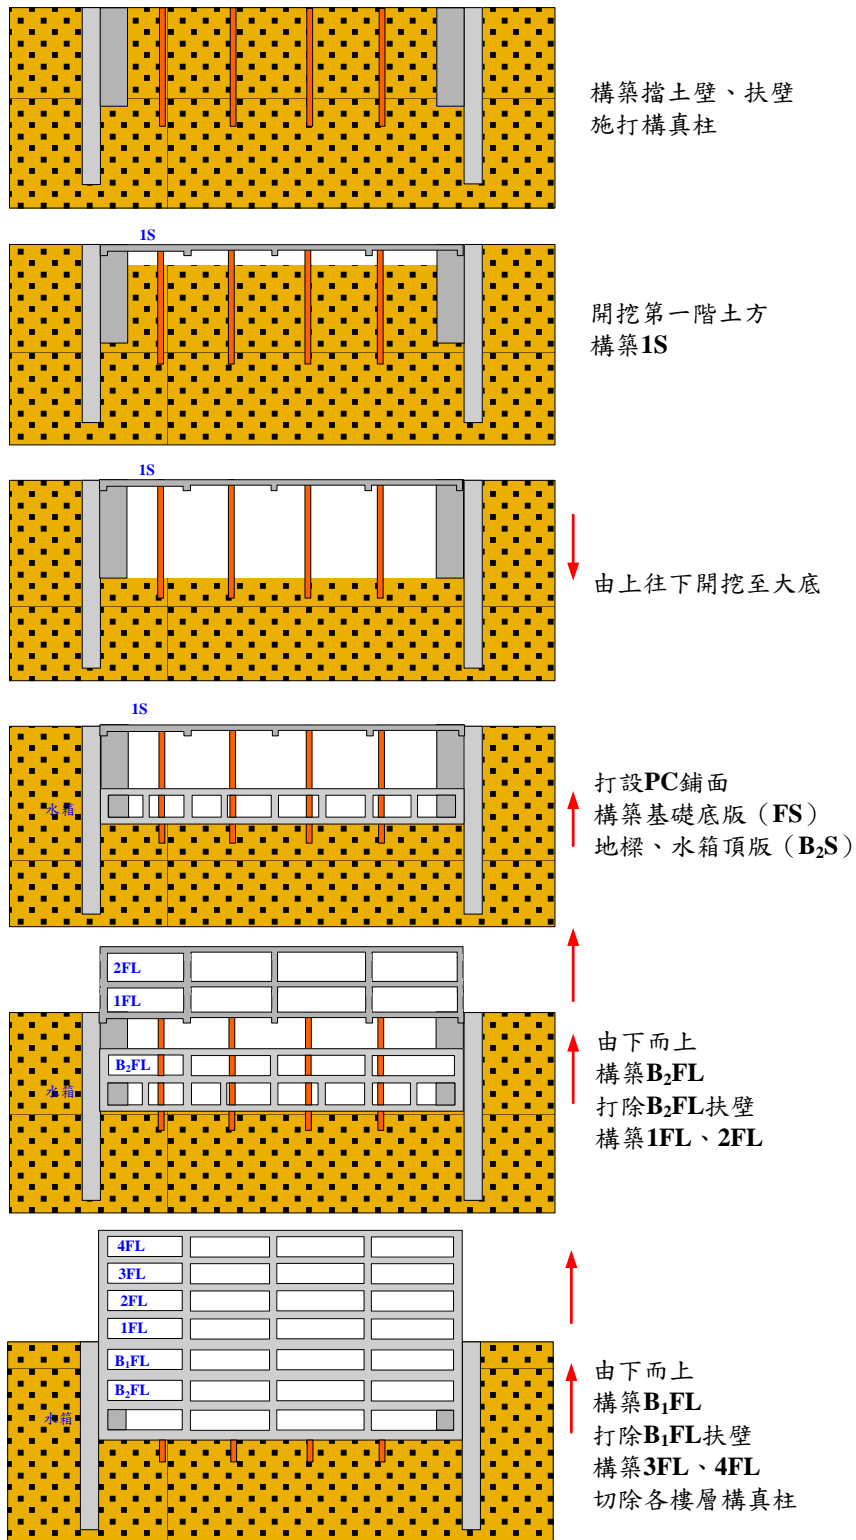 構築擋土壁、扶壁
施打構真柱
1S
開挖第一階土方
構築1S
1S
由上往下開挖至大底
1S
水箱
打設PC鋪面
構築基礎底版（FS）
地樑、水箱頂版（B₂S）
2FL
1FL
B₂FL
水箱
由下而上
構築B₂FL
打除B₂FL扶壁
構築1FL、2FL
4FL
3FL
2FL
1FL
B₁FL
B₂FL
水箱
由下而上
構築B₁FL
打除B₁FL扶壁
構築3FL、4FL
切除各樓層構真柱